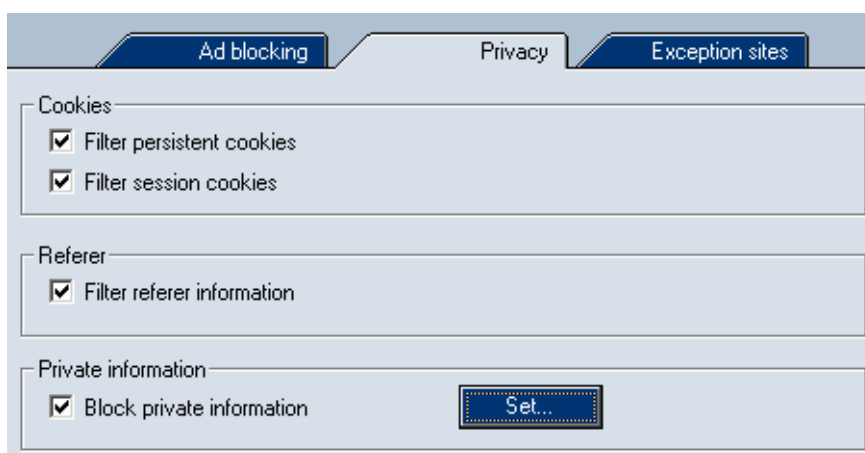 Ad blocking Privacy Exception sites
Cookies
Filter persistent cookies
Filter session cookies
Referer
Filter referer information
Private information
Block private information Set...